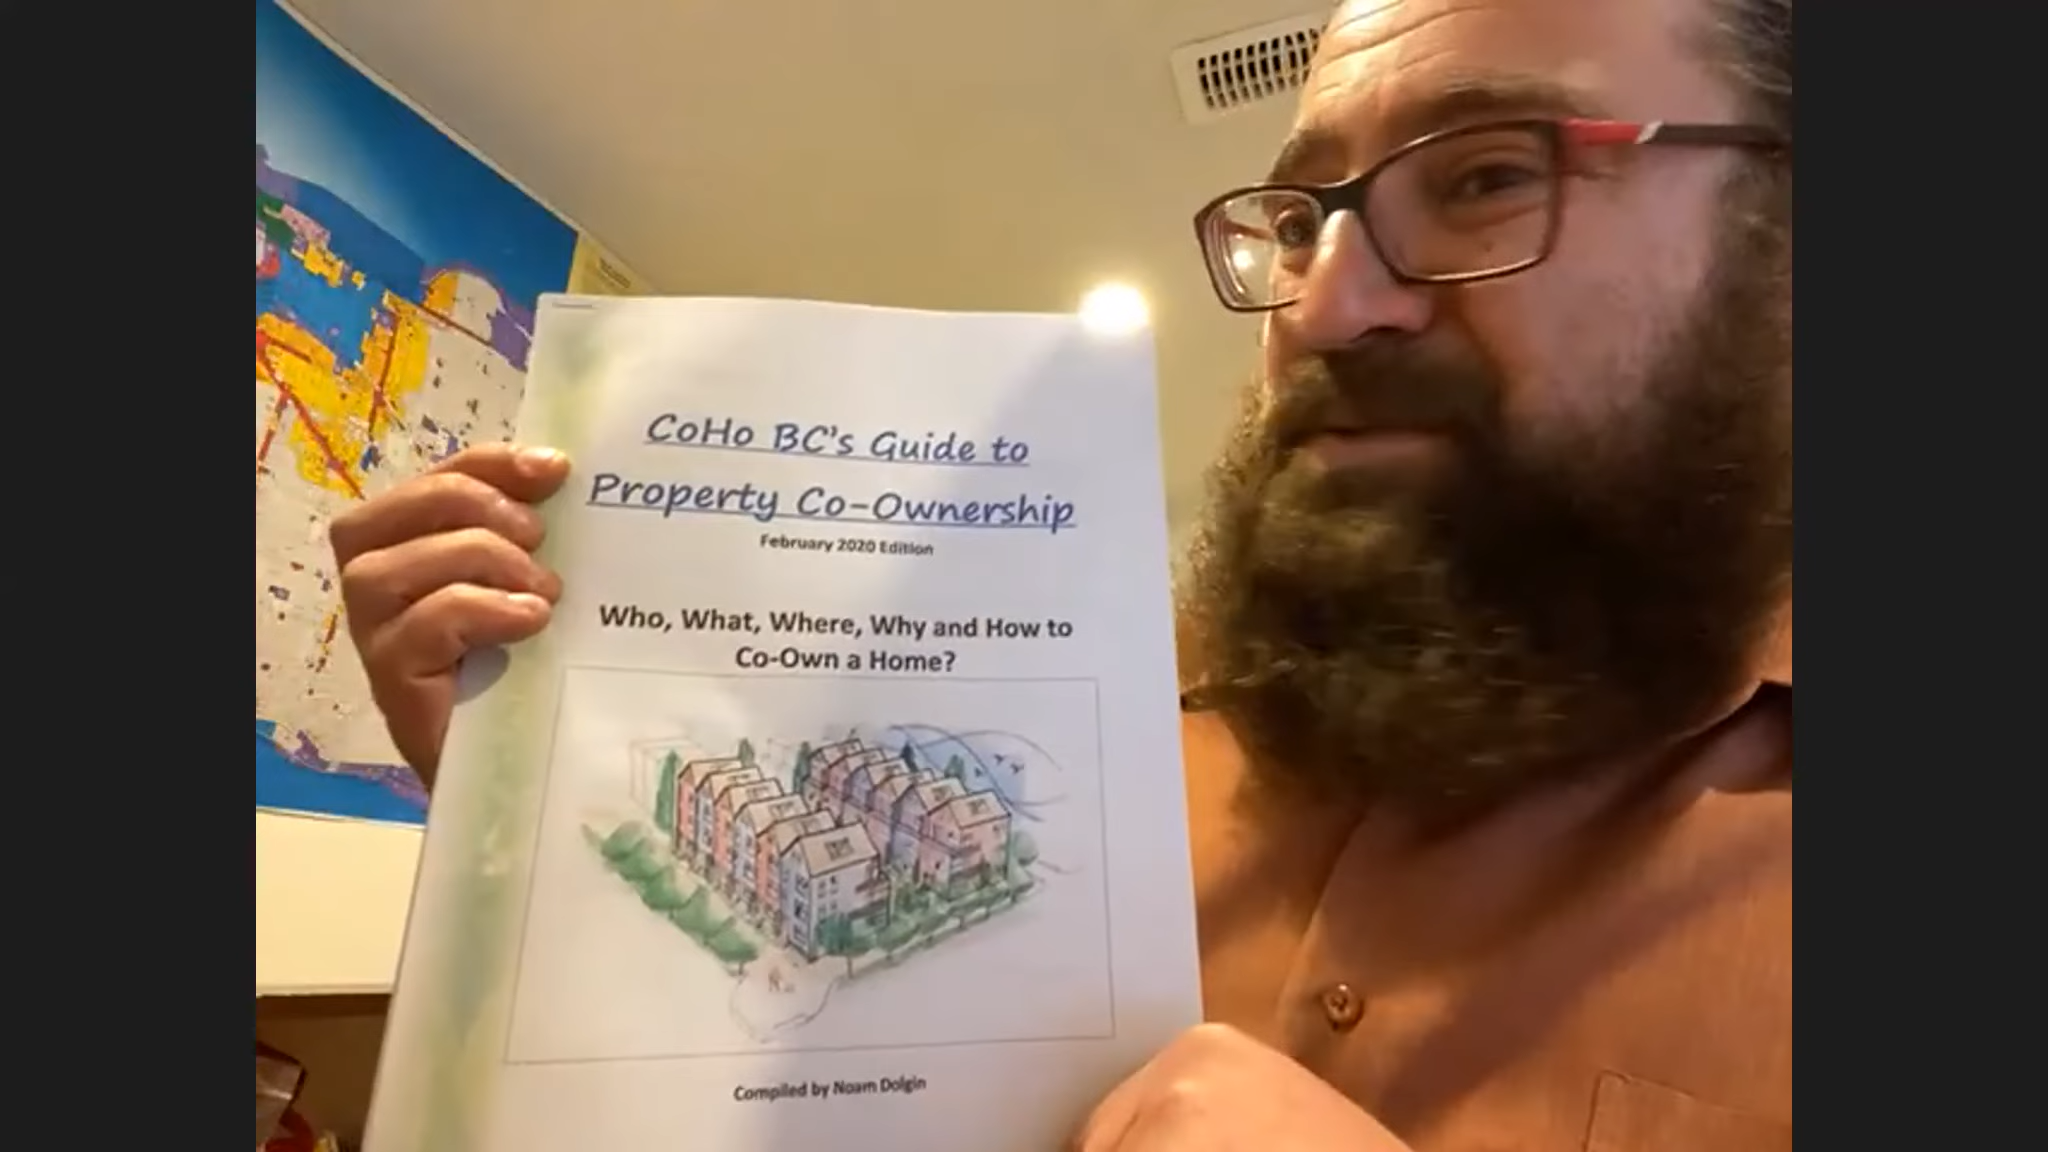 CoHo BC's Guide to
Property Co-Ownership
February 2020 Edition
Who, What, Where, Why and How to
Co-Own a Home?
Compiled by Noam Dolgin